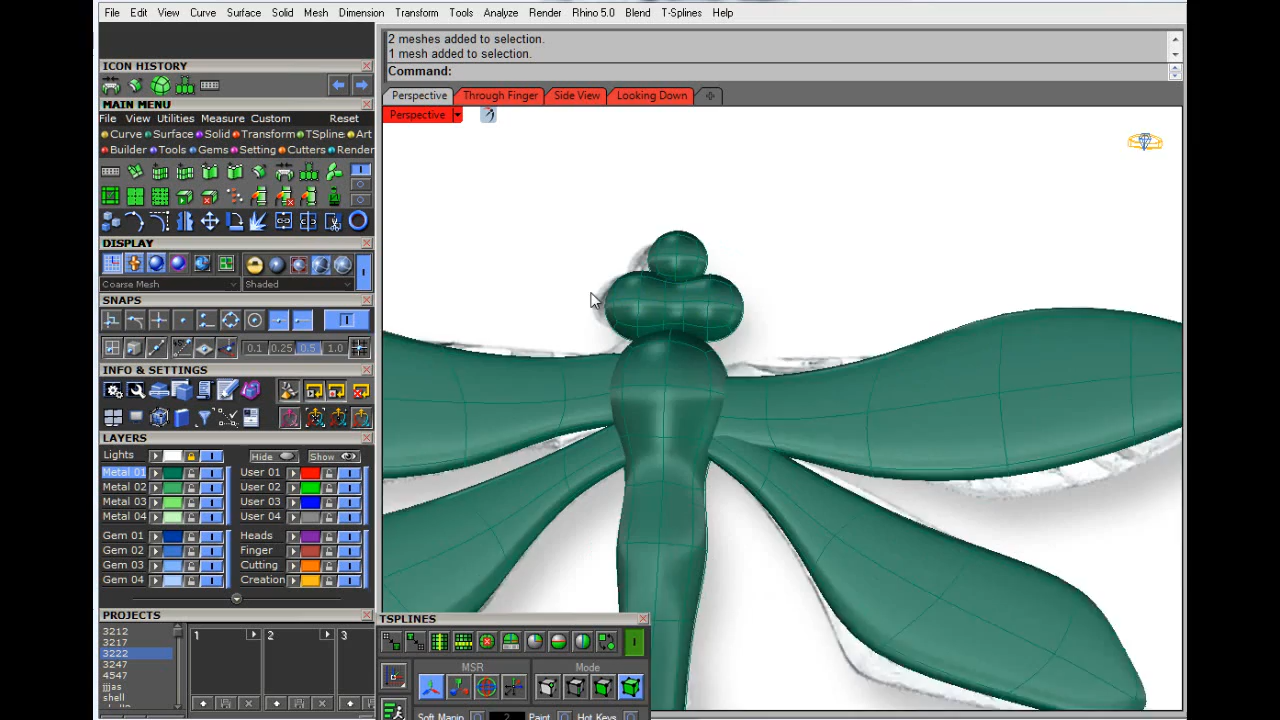 File Edit View Curve Surface Solid Mesh Dimension Transform Tools Analyze Render Rhino 5.0 Blend T-Splines Help
2 meshes added to selection.
1 mesh added to selection.
Command:
ICON HISTORY
MAIN MENU
File View Utilities Measure Custom Reset
Curve Surface Solid Transform TSpline Art
Builder Tools Gems Setting Cutters Render
Perspective Through Finger Side View Looking Down
Perspective
DISPLAY
Coarse Mesh Shaded
SNAPS
0.1 0.25 0.5 1.0
INFO & SETTINGS
LAYERS
Lights Hide Show
Metal 01 User 01
Metal 02 User 02
Metal 03 User 03
Metal 04 User 04
Gem 01 Heads
Gem 02 Finger
Gem 03 Cutting
Gem 04 Creation
PROJECTS
3212
3217
3222
3247
4547
jjjas
shell
1 2 3
TSPLINES
MSR Mode
Soft Manip 2 Paint Hot Keys